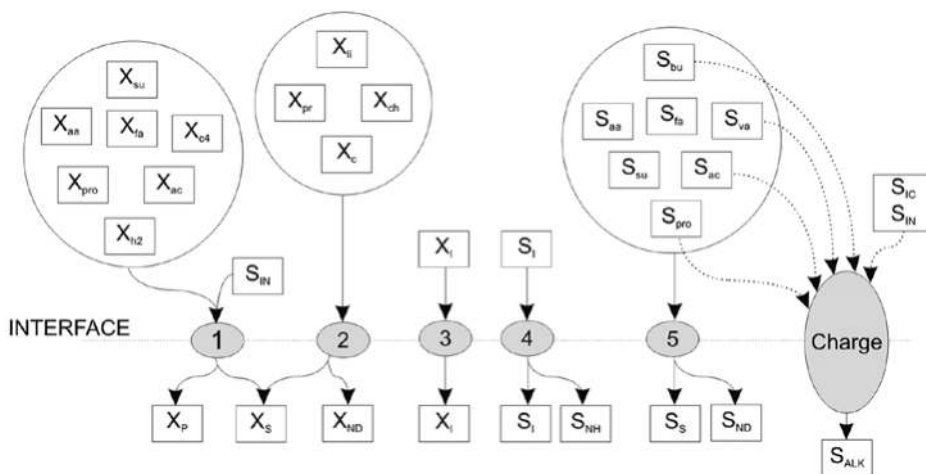 X_su
X_aa
X_fa
X_c4
X_pro
X_ac
X_h2
X_li
X_pr
X_ch
X_c
S_bu
S_aa
S_fa
S_va
S_su
S_ac
S_pro
S_IC
S_IN
X_I
S_I
S_IN
INTERFACE
1
2
3
4
5
Charge
X_P
X_S
X_ND
X_I
S_I
S_NH
S_S
S_ND
S_ALK